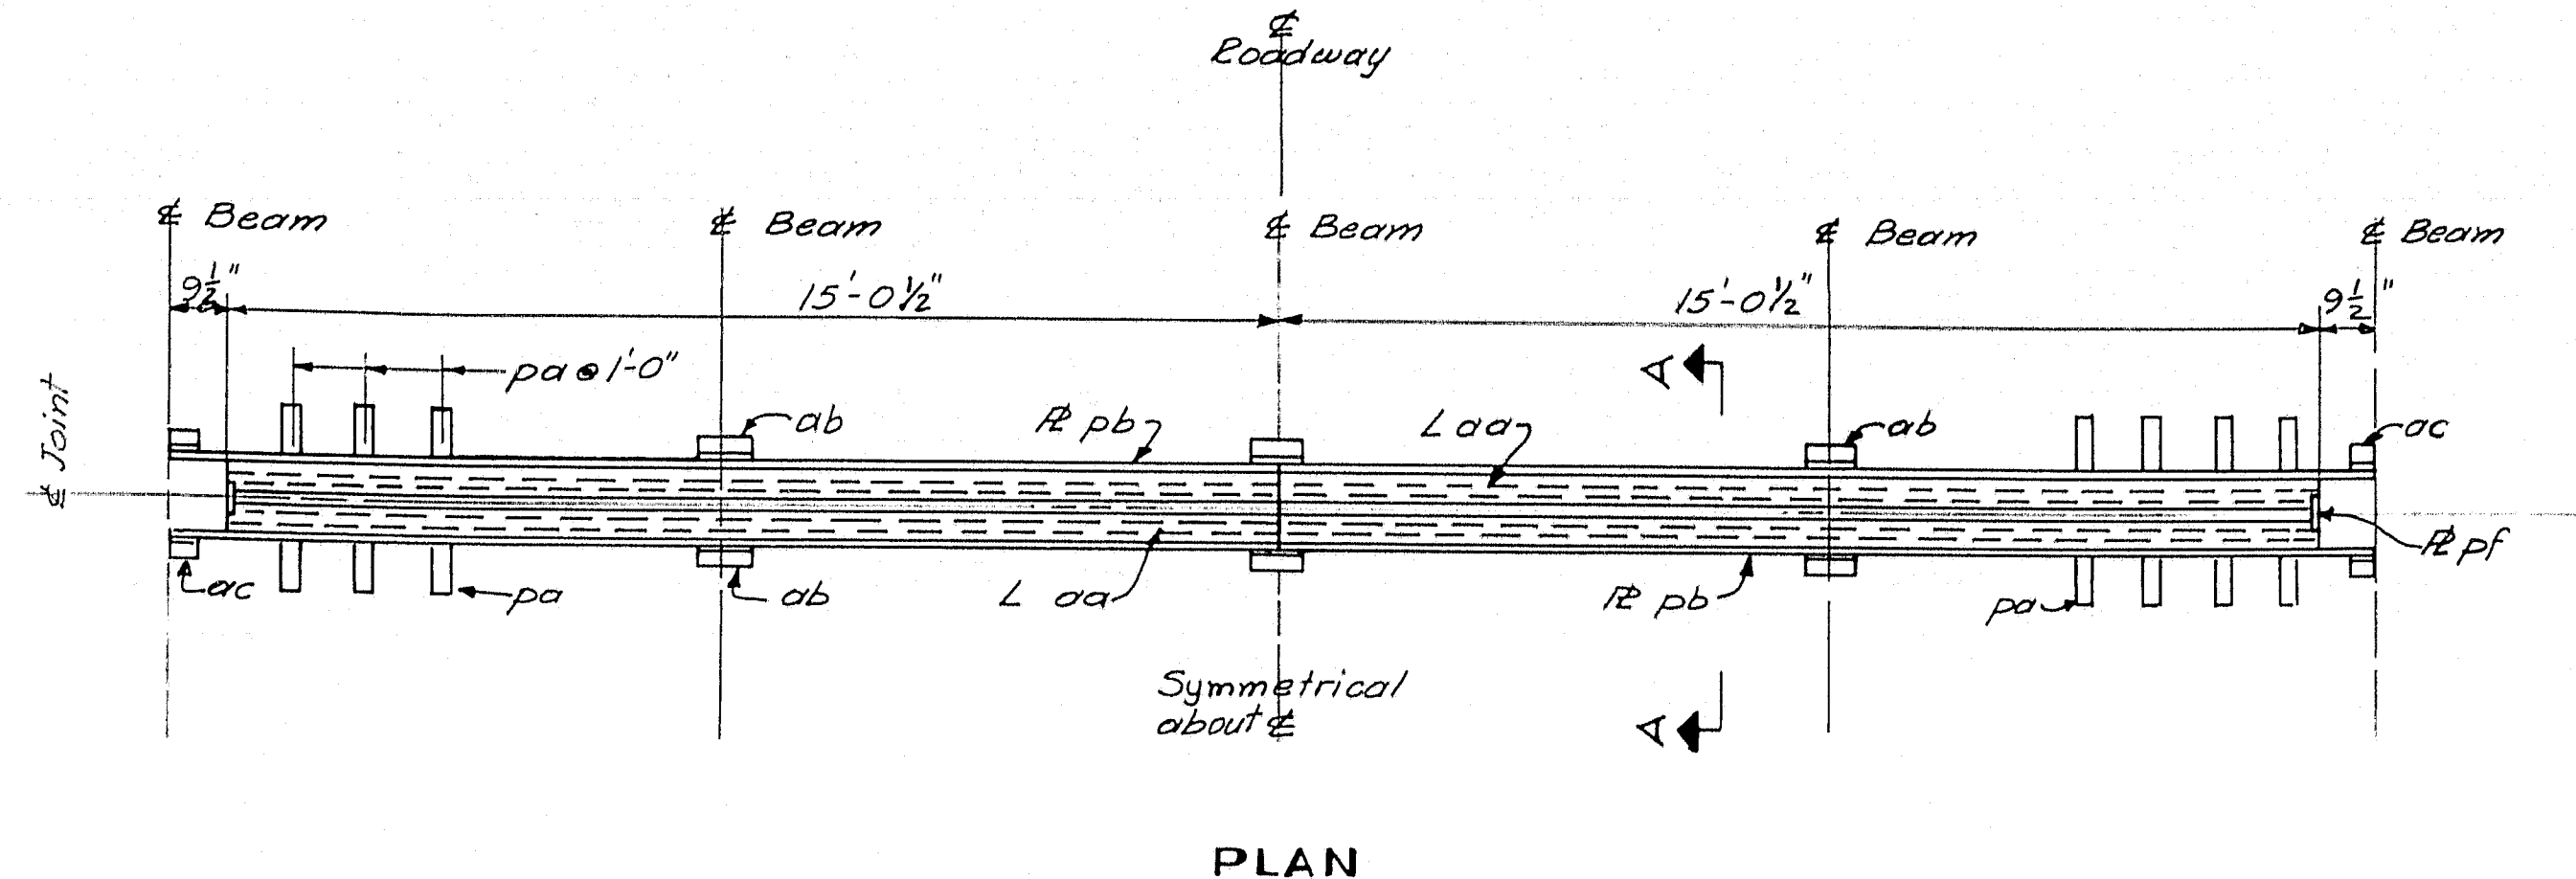 ℄
Roadway
℄ Beam
℄ Beam
℄ Beam
℄ Beam
℄ Beam
9½"
15'-0½"
15'-0½"
9½"
℄ Joint
pa @ 1'-0"
A
ab
℄ pb
L aa
ab
ac
ac
pa
ab
L aa
℄ pb
pa
℄ pf
Symmetrical
about ℄
A
PLAN